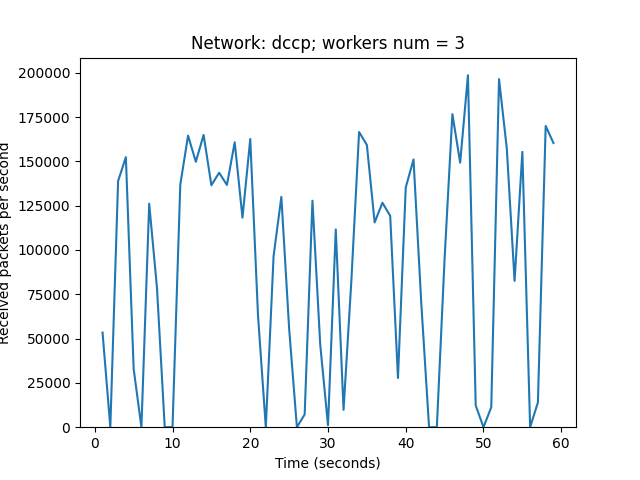 Network: dccp; workers num = 3
Received packets per second
200000
175000
150000
125000
100000
75000
50000
25000
0
0 10 20 30 40 50 60
Time (seconds)